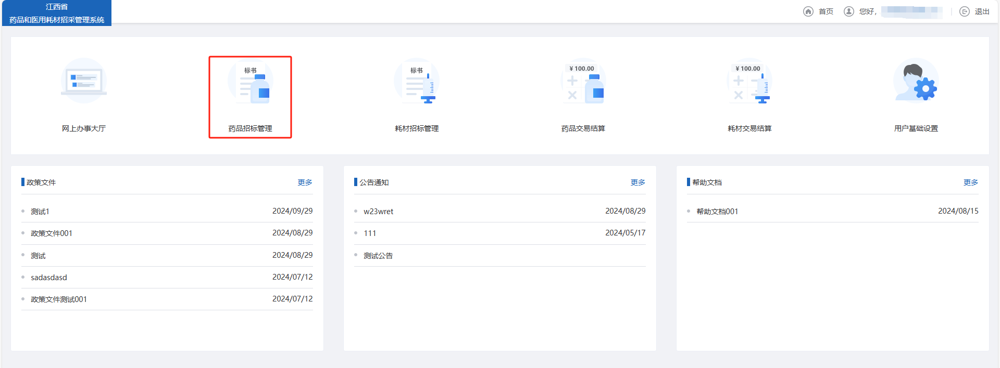 江西省
药品和医用耗材招采管理系统
首页
您好,
退出
标书
标书
¥ 100.00
¥ 100.00
网上办事大厅
药品招标管理
耗材招标管理
药品交易结算
耗材交易结算
用户基础设置
政策文件
更多
测试1
2024/09/29
政策文件001
2024/08/29
测试
2024/08/29
sadasdasd
2024/07/12
政策文件测试001
2024/07/12
公告通知
更多
w23wret
2024/08/29
111
2024/05/17
测试公告
帮助文档
更多
帮助文档001
2024/08/15